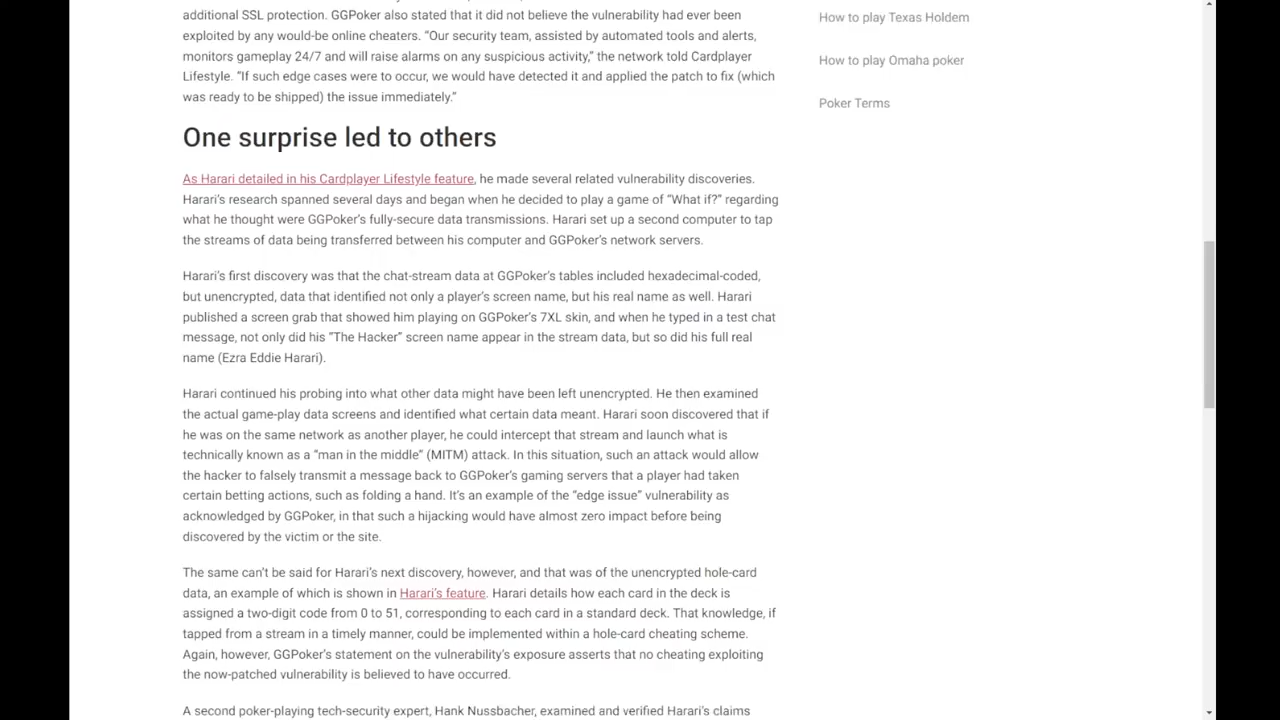 additional SSL protection. GGPoker also stated that it did not believe the vulnerability had ever been
exploited by any would-be online cheaters. “Our security team, assisted by automated tools and alerts,
monitors gameplay 24/7 and will raise alarms on any suspicious activity,” the network told Cardplayer
Lifestyle. “If such edge cases were to occur, we would have detected it and applied the patch to fix (which
was ready to be shipped) the issue immediately.”
One surprise led to others
As Harari detailed in his Cardplayer Lifestyle feature, he made several related vulnerability discoveries.
Harari’s research spanned several days and began when he decided to play a game of “What if?” regarding
what he thought were GGPoker’s fully-secure data transmissions. Harari set up a second computer to tap
the streams of data being transferred between his computer and GGPoker’s network servers.
Harari’s first discovery was that the chat-stream data at GGPoker’s tables included hexadecimal-coded,
but unencrypted, data that identified not only a player’s screen name, but his real name as well. Harari
published a screen grab that showed him playing on GGPoker’s 7XL skin, and when he typed in a test chat
message, not only did his “The Hacker” screen name appear in the stream data, but so did his full real
name (Ezra Eddie Harari).
Harari continued his probing into what other data might have been left unencrypted. He then examined
the actual game-play data screens and identified what certain data meant. Harari soon discovered that if
he was on the same network as another player, he could intercept that stream and launch what is
technically known as a “man in the middle” (MITM) attack. In this situation, such an attack would allow
the hacker to falsely transmit a message back to GGPoker’s gaming servers that a player had taken
certain betting actions, such as folding a hand. It’s an example of the “edge issue” vulnerability as
acknowledged by GGPoker, in that such a hijacking would have almost zero impact before being
discovered by the victim or the site.
The same can’t be said for Harari’s next discovery, however, and that was of the unencrypted hole-card
data, an example of which is shown in Harari’s feature. Harari details how each card in the deck is
assigned a two-digit code from 0 to 51, corresponding to each card in a standard deck. That knowledge, if
tapped from a stream in a timely manner, could be implemented within a hole-card cheating scheme.
Again, however, GGPoker’s statement on the vulnerability’s exposure asserts that no cheating exploiting
the now-patched vulnerability is believed to have occurred.
A second poker-playing tech-security expert, Hank Nussbacher, examined and verified Harari’s claims
How to play Texas Holdem
How to play Omaha poker
Poker Terms